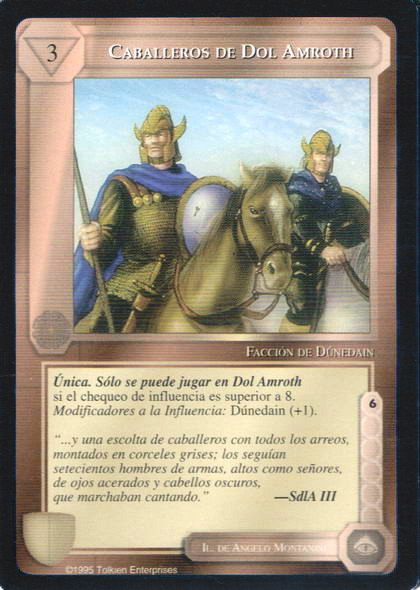 3
Caballeros de Dol Amroth
Facción de Dúnedain
Única. Sólo se puede jugar en Dol Amroth
si el chequeo de influencia es superior a 8.
Modificadores a la Influencia: Dúnedain (+1).
6
“...y una escolta de caballeros con todos los arreos,
montados en corceles grises; los seguían
setecientos hombres de armas, altos como señores,
de ojos acerados y cabellos oscuros,
que marchaban cantando.” —SdlA III
Il. de Angelo Montanini
©1995 Tolkien Enterprises